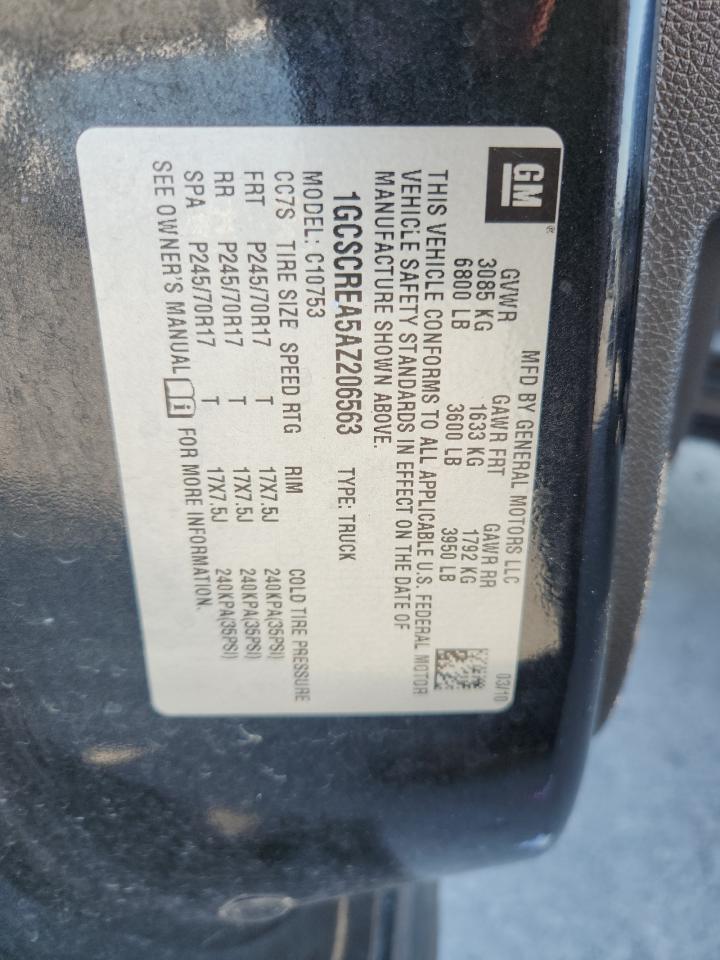 GM
MFD BY GENERAL MOTORS LLC 03/10
GVWR GAWR FRT GAWR RR
3085 KG 1633 KG 1792 KG
6800 LB 3600 LB 3950 LB
THIS VEHICLE CONFORMS TO ALL APPLICABLE U.S. FEDERAL MOTOR
VEHICLE SAFETY STANDARDS IN EFFECT ON THE DATE OF
MANUFACTURE SHOWN ABOVE.
1GCSCREA5AZ206563 TYPE: TRUCK
MODEL: C10753
CC7S TIRE SIZE SPEED RTG RIM COLD TIRE PRESSURE
FRT P245/70R17 T 17X7.5J 240KPA(35PSI)
RR P245/70R17 T 17X7.5J 240KPA(35PSI)
SPA P245/70R17 T 17X7.5J 240KPA(35PSI)
SEE OWNER'S MANUAL FOR MORE INFORMATION.